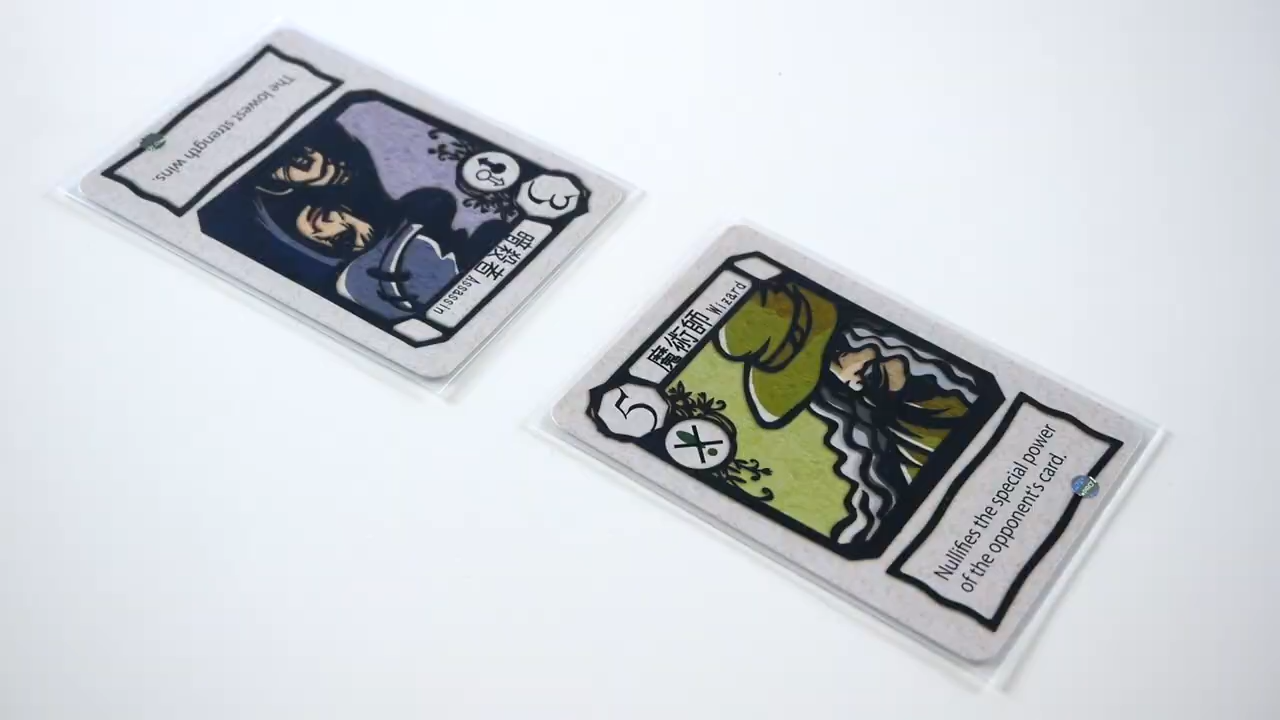 3
暗殺者 Assassin
The lowest strength wins.
5
魔術師 Wizard
Nullifies the special power
of the opponent's card.